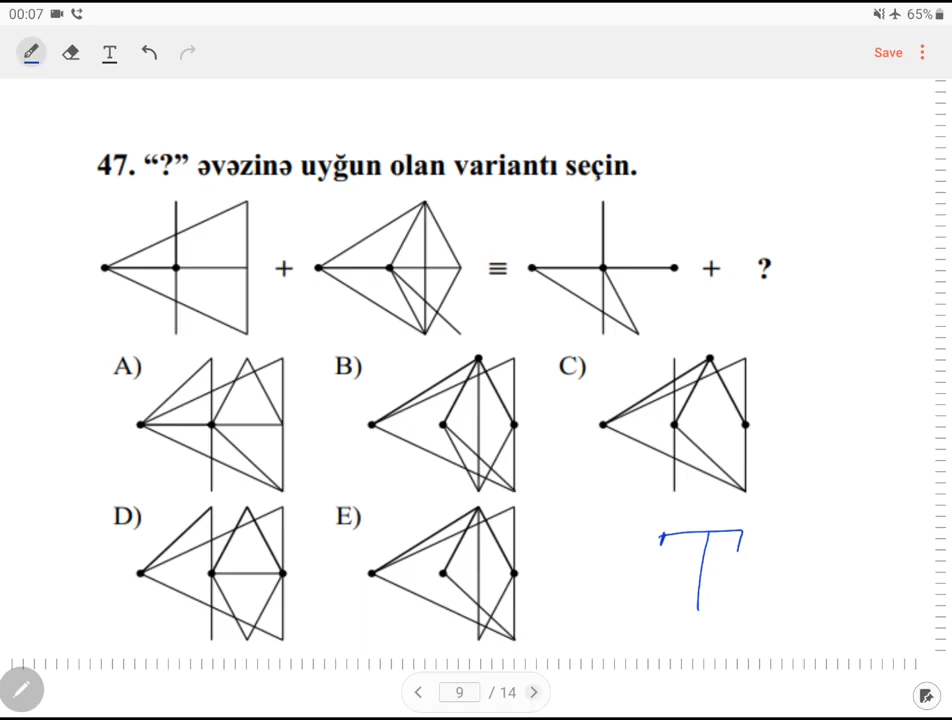 00:07 65%
T Save
47. “?” əvəzinə uyğun olan variantı seçin.
+ ≡ + ?
A) B) C)
D) E)
T
9 / 14